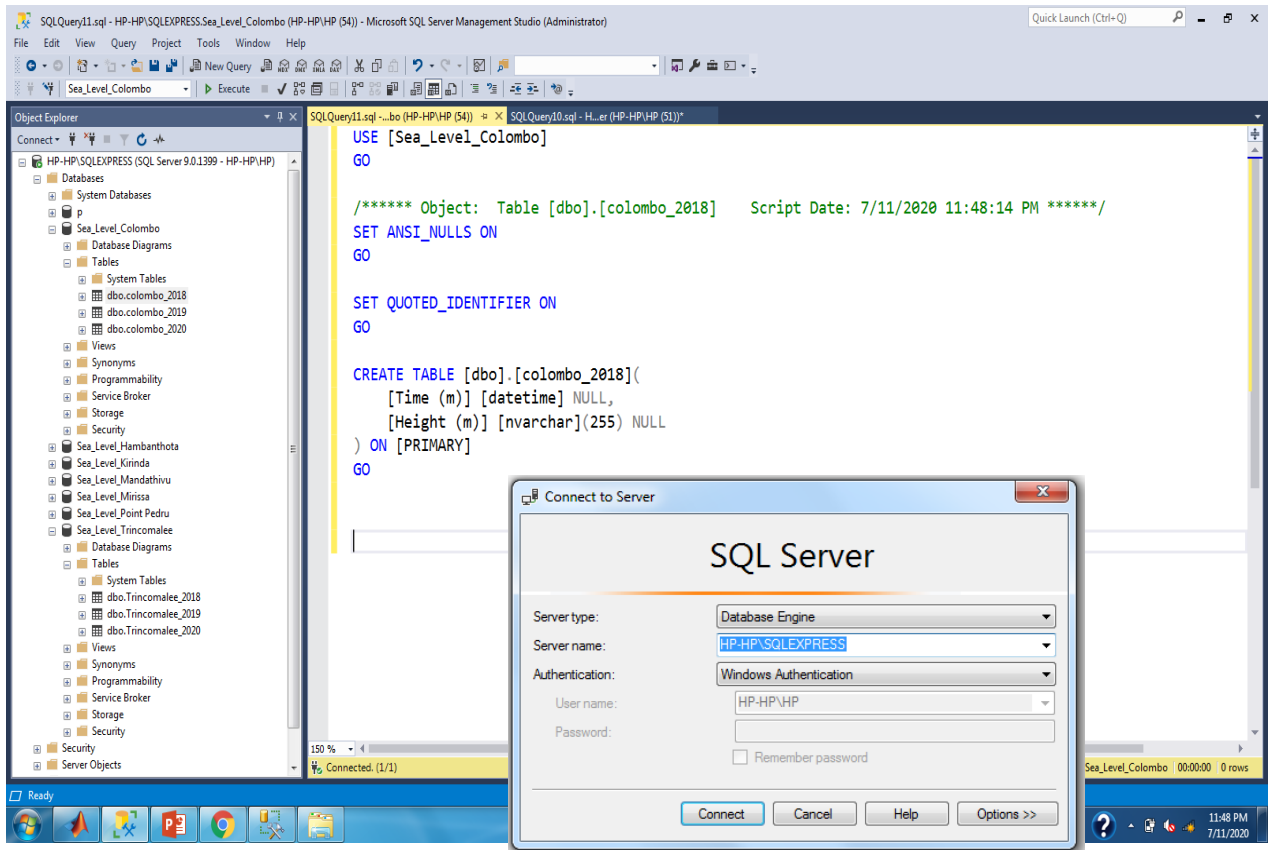 SQLQuery11.sql - HP-HP\SQLEXPRESS.Sea_Level_Colombo (HP-HP\HP (54)) - Microsoft SQL Server Management Studio (Administrator)
Quick Launch (Ctrl+Q)
File Edit View Query Project Tools Window Help
New Query
Sea_Level_Colombo
Execute
Object Explorer
SQLQuery11.sql -...bo (HP-HP\HP (54))
SQLQuery10.sql - H...er (HP-HP\HP (51))*
Connect
HP-HP\SQLEXPRESS (SQL Server 9.0.1399 - HP-HP\HP)
Databases
System Databases
p
Sea_Level_Colombo
Database Diagrams
Tables
System Tables
dbo.colombo_2018
dbo.colombo_2019
dbo.colombo_2020
Views
Synonyms
Programmability
Service Broker
Storage
Security
Sea_Level_Hambanthota
Sea_Level_Kirinda
Sea_Level_Mandathivu
Sea_Level_Mirissa
Sea_Level_Point Pedru
Sea_Level_Trincomalee
Database Diagrams
Tables
System Tables
dbo.Trincomalee_2018
dbo.Trincomalee_2019
dbo.Trincomalee_2020
Views
Synonyms
Programmability
Service Broker
Storage
Security
Security
Server Objects
USE [Sea_Level_Colombo]
GO
/****** Object:  Table [dbo].[colombo_2018]    Script Date: 7/11/2020 11:48:14 PM ******/
SET ANSI_NULLS ON
GO
SET QUOTED_IDENTIFIER ON
GO
CREATE TABLE [dbo].[colombo_2018](
[Time (m)] [datetime] NULL,
[Height (m)] [nvarchar](255) NULL
) ON [PRIMARY]
GO
Connect to Server
SQL Server
Server type: Database Engine
Server name: HP-HP\SQLEXPRESS
Authentication: Windows Authentication
User name: HP-HP\HP
Password:
Remember password
Connect Cancel Help Options >>
150 %
Connected. (1/1)
Sea_Level_Colombo 00:00:00 0 rows
Ready
11:48 PM
7/11/2020